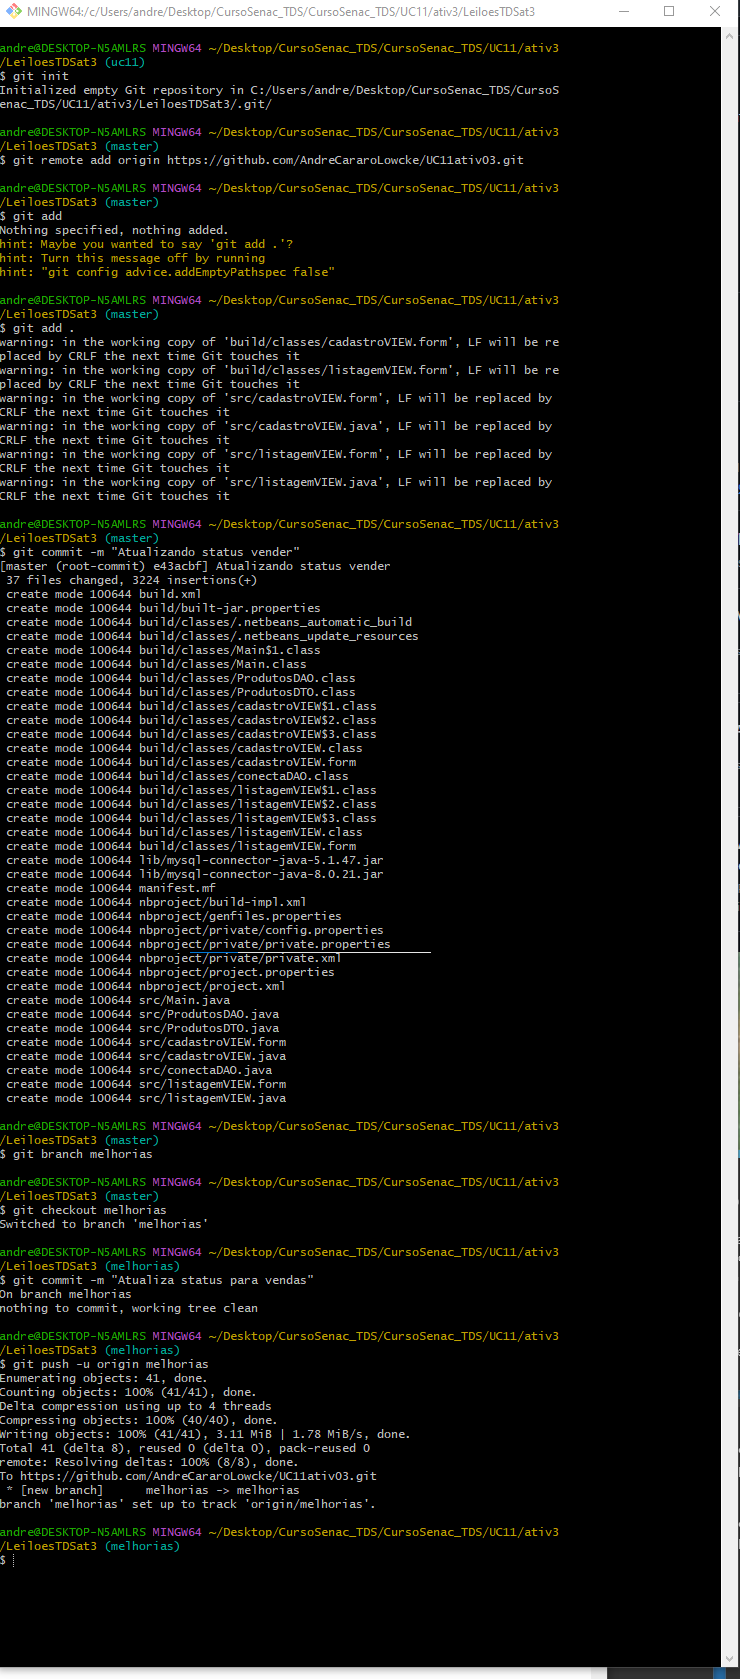 MINGW64:/c/Users/andre/Desktop/CursoSenac_TDS/CursoSenac_TDS/UC11/ativ3/LeiloesTDSat3
andre@DESKTOP-N5AMLRS MINGW64 ~/Desktop/CursoSenac_TDS/CursoSenac_TDS/UC11/ativ3
/LeiloesTDSat3 (uc11)
$ git init
Initialized empty Git repository in C:/Users/andre/Desktop/CursoSenac_TDS/CursoS
enac_TDS/UC11/ativ3/LeiloesTDSat3/.git/
andre@DESKTOP-N5AMLRS MINGW64 ~/Desktop/CursoSenac_TDS/CursoSenac_TDS/UC11/ativ3
/LeiloesTDSat3 (master)
$ git remote add origin https://github.com/AndreCararoLowcke/UC11ativ03.git
andre@DESKTOP-N5AMLRS MINGW64 ~/Desktop/CursoSenac_TDS/CursoSenac_TDS/UC11/ativ3
/LeiloesTDSat3 (master)
$ git add
Nothing specified, nothing added.
hint: Maybe you wanted to say 'git add .'?
hint: Turn this message off by running
hint: "git config advice.addEmptyPathspec false"
andre@DESKTOP-N5AMLRS MINGW64 ~/Desktop/CursoSenac_TDS/CursoSenac_TDS/UC11/ativ3
/LeiloesTDSat3 (master)
$ git add .
warning: in the working copy of 'build/classes/cadastroVIEW.form', LF will be re
placed by CRLF the next time Git touches it
warning: in the working copy of 'build/classes/listagemVIEW.form', LF will be re
placed by CRLF the next time Git touches it
warning: in the working copy of 'src/cadastroVIEW.form', LF will be replaced by
CRLF the next time Git touches it
warning: in the working copy of 'src/cadastroVIEW.java', LF will be replaced by
CRLF the next time Git touches it
warning: in the working copy of 'src/listagemVIEW.form', LF will be replaced by
CRLF the next time Git touches it
warning: in the working copy of 'src/listagemVIEW.java', LF will be replaced by
CRLF the next time Git touches it
andre@DESKTOP-N5AMLRS MINGW64 ~/Desktop/CursoSenac_TDS/CursoSenac_TDS/UC11/ativ3
/LeiloesTDSat3 (master)
$ git commit -m "Atualizando status vender"
[master (root-commit) e43acbf] Atualizando status vender
37 files changed, 3224 insertions(+)
create mode 100644 build.xml
create mode 100644 build/built-jar.properties
create mode 100644 build/classes/.netbeans_automatic_build
create mode 100644 build/classes/.netbeans_update_resources
create mode 100644 build/classes/Main$1.class
create mode 100644 build/classes/Main.class
create mode 100644 build/classes/ProdutosDAO.class
create mode 100644 build/classes/ProdutosDTO.class
create mode 100644 build/classes/cadastroVIEW$1.class
create mode 100644 build/classes/cadastroVIEW$2.class
create mode 100644 build/classes/cadastroVIEW$3.class
create mode 100644 build/classes/cadastroVIEW.class
create mode 100644 build/classes/cadastroVIEW.form
create mode 100644 build/classes/conectaDAO.class
create mode 100644 build/classes/listagemVIEW$1.class
create mode 100644 build/classes/listagemVIEW$2.class
create mode 100644 build/classes/listagemVIEW$3.class
create mode 100644 build/classes/listagemVIEW.class
create mode 100644 build/classes/listagemVIEW.form
create mode 100644 lib/mysql-connector-java-5.1.47.jar
create mode 100644 lib/mysql-connector-java-8.0.21.jar
create mode 100644 manifest.mf
create mode 100644 nbproject/build-impl.xml
create mode 100644 nbproject/genfiles.properties
create mode 100644 nbproject/private/config.properties
create mode 100644 nbproject/private/private.properties
create mode 100644 nbproject/private/private.xml
create mode 100644 nbproject/project.properties
create mode 100644 nbproject/project.xml
create mode 100644 src/Main.java
create mode 100644 src/ProdutosDAO.java
create mode 100644 src/ProdutosDTO.java
create mode 100644 src/cadastroVIEW.form
create mode 100644 src/cadastroVIEW.java
create mode 100644 src/conectaDAO.java
create mode 100644 src/listagemVIEW.form
create mode 100644 src/listagemVIEW.java
andre@DESKTOP-N5AMLRS MINGW64 ~/Desktop/CursoSenac_TDS/CursoSenac_TDS/UC11/ativ3
/LeiloesTDSat3 (master)
$ git branch melhorias
andre@DESKTOP-N5AMLRS MINGW64 ~/Desktop/CursoSenac_TDS/CursoSenac_TDS/UC11/ativ3
/LeiloesTDSat3 (master)
$ git checkout melhorias
Switched to branch 'melhorias'
andre@DESKTOP-N5AMLRS MINGW64 ~/Desktop/CursoSenac_TDS/CursoSenac_TDS/UC11/ativ3
/LeiloesTDSat3 (melhorias)
$ git commit -m "Atualiza status para vendas"
On branch melhorias
nothing to commit, working tree clean
andre@DESKTOP-N5AMLRS MINGW64 ~/Desktop/CursoSenac_TDS/CursoSenac_TDS/UC11/ativ3
/LeiloesTDSat3 (melhorias)
$ git push -u origin melhorias
Enumerating objects: 41, done.
Counting objects: 100% (41/41), done.
Delta compression using up to 4 threads
Compressing objects: 100% (40/40), done.
Writing objects: 100% (41/41), 3.11 MiB | 1.78 MiB/s, done.
Total 41 (delta 8), reused 0 (delta 0), pack-reused 0
remote: Resolving deltas: 100% (8/8), done.
To https://github.com/AndreCararoLowcke/UC11ativ03.git
* [new branch]      melhorias -> melhorias
branch 'melhorias' set up to track 'origin/melhorias'.
andre@DESKTOP-N5AMLRS MINGW64 ~/Desktop/CursoSenac_TDS/CursoSenac_TDS/UC11/ativ3
/LeiloesTDSat3 (melhorias)
$